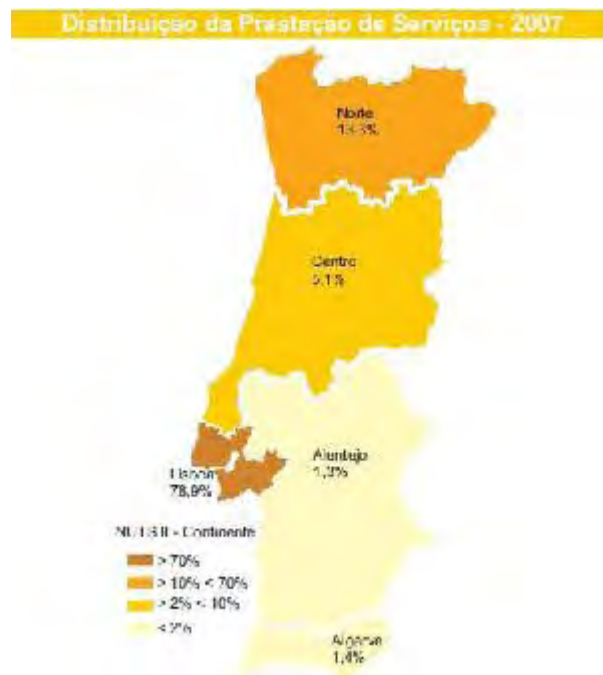 Distribuição da Prestação de Serviços - 2007
Norte
Centro
5,1%
Alentejo
1,3%
Lisboa
78,9%
NUTS II - Continente
> 70%
> 10% < 70%
> 2% < 10%
< 2%
Algarve
1,4%